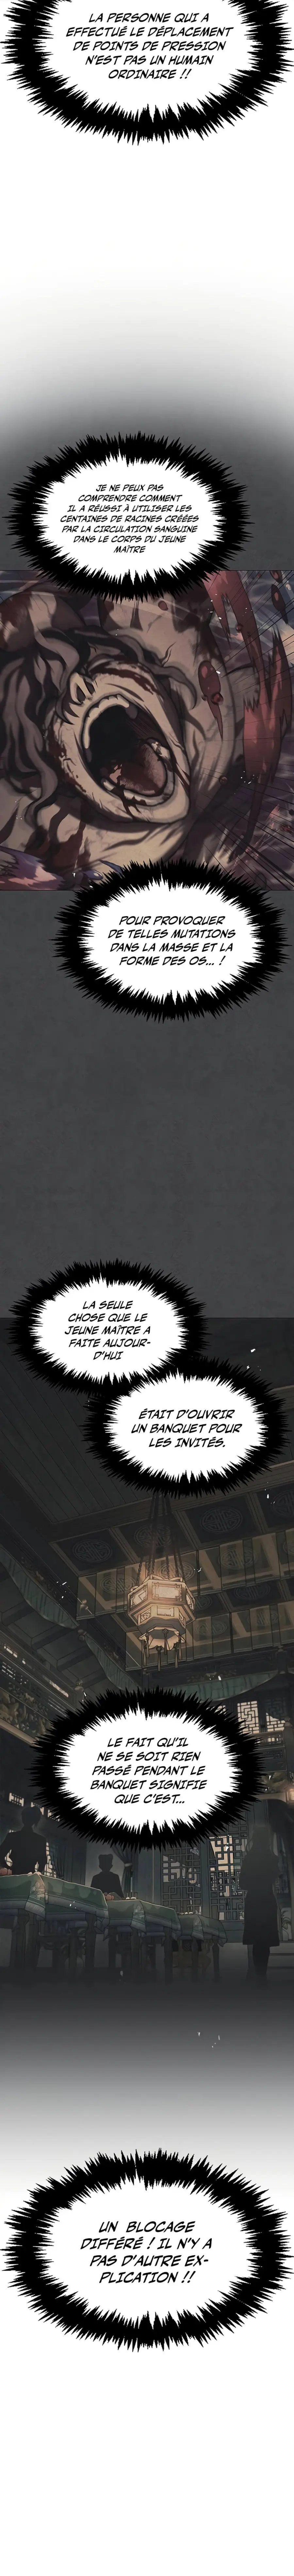 LA PERSONNE QUI A
EFFECTUÉ LE DÉPLACEMENT
DE POINTS DE PRESSION
N'EST PAS UN HUMAIN
ORDINAIRE !!
JE NE PEUX PAS
COMPRENDRE COMMENT
IL A RÉUSSI À UTILISER LES
CENTAINES DE RACINES CRÉÉES
PAR LA CIRCULATION SANGUINE
DANS LE CORPS DU JEUNE
MAÎTRE
POUR PROVOQUER
DE TELLES MUTATIONS
DANS LA MASSE ET LA
FORME DES OS... !
LA SEULE
CHOSE QUE LE
JEUNE MAÎTRE A
FAITE AUJOUR-
D'HUI
ÉTAIT D'OUVRIR
UN BANQUET POUR
LES INVITÉS.
LE FAIT QU'IL
NE SE SOIT RIEN
PASSÉ PENDANT LE
BANQUET SIGNIFIE
QUE C'EST...
UN BLOCAGE
DIFFÉRÉ ! IL N'Y A
PAS D'AUTRE EX-
PLICATION !!